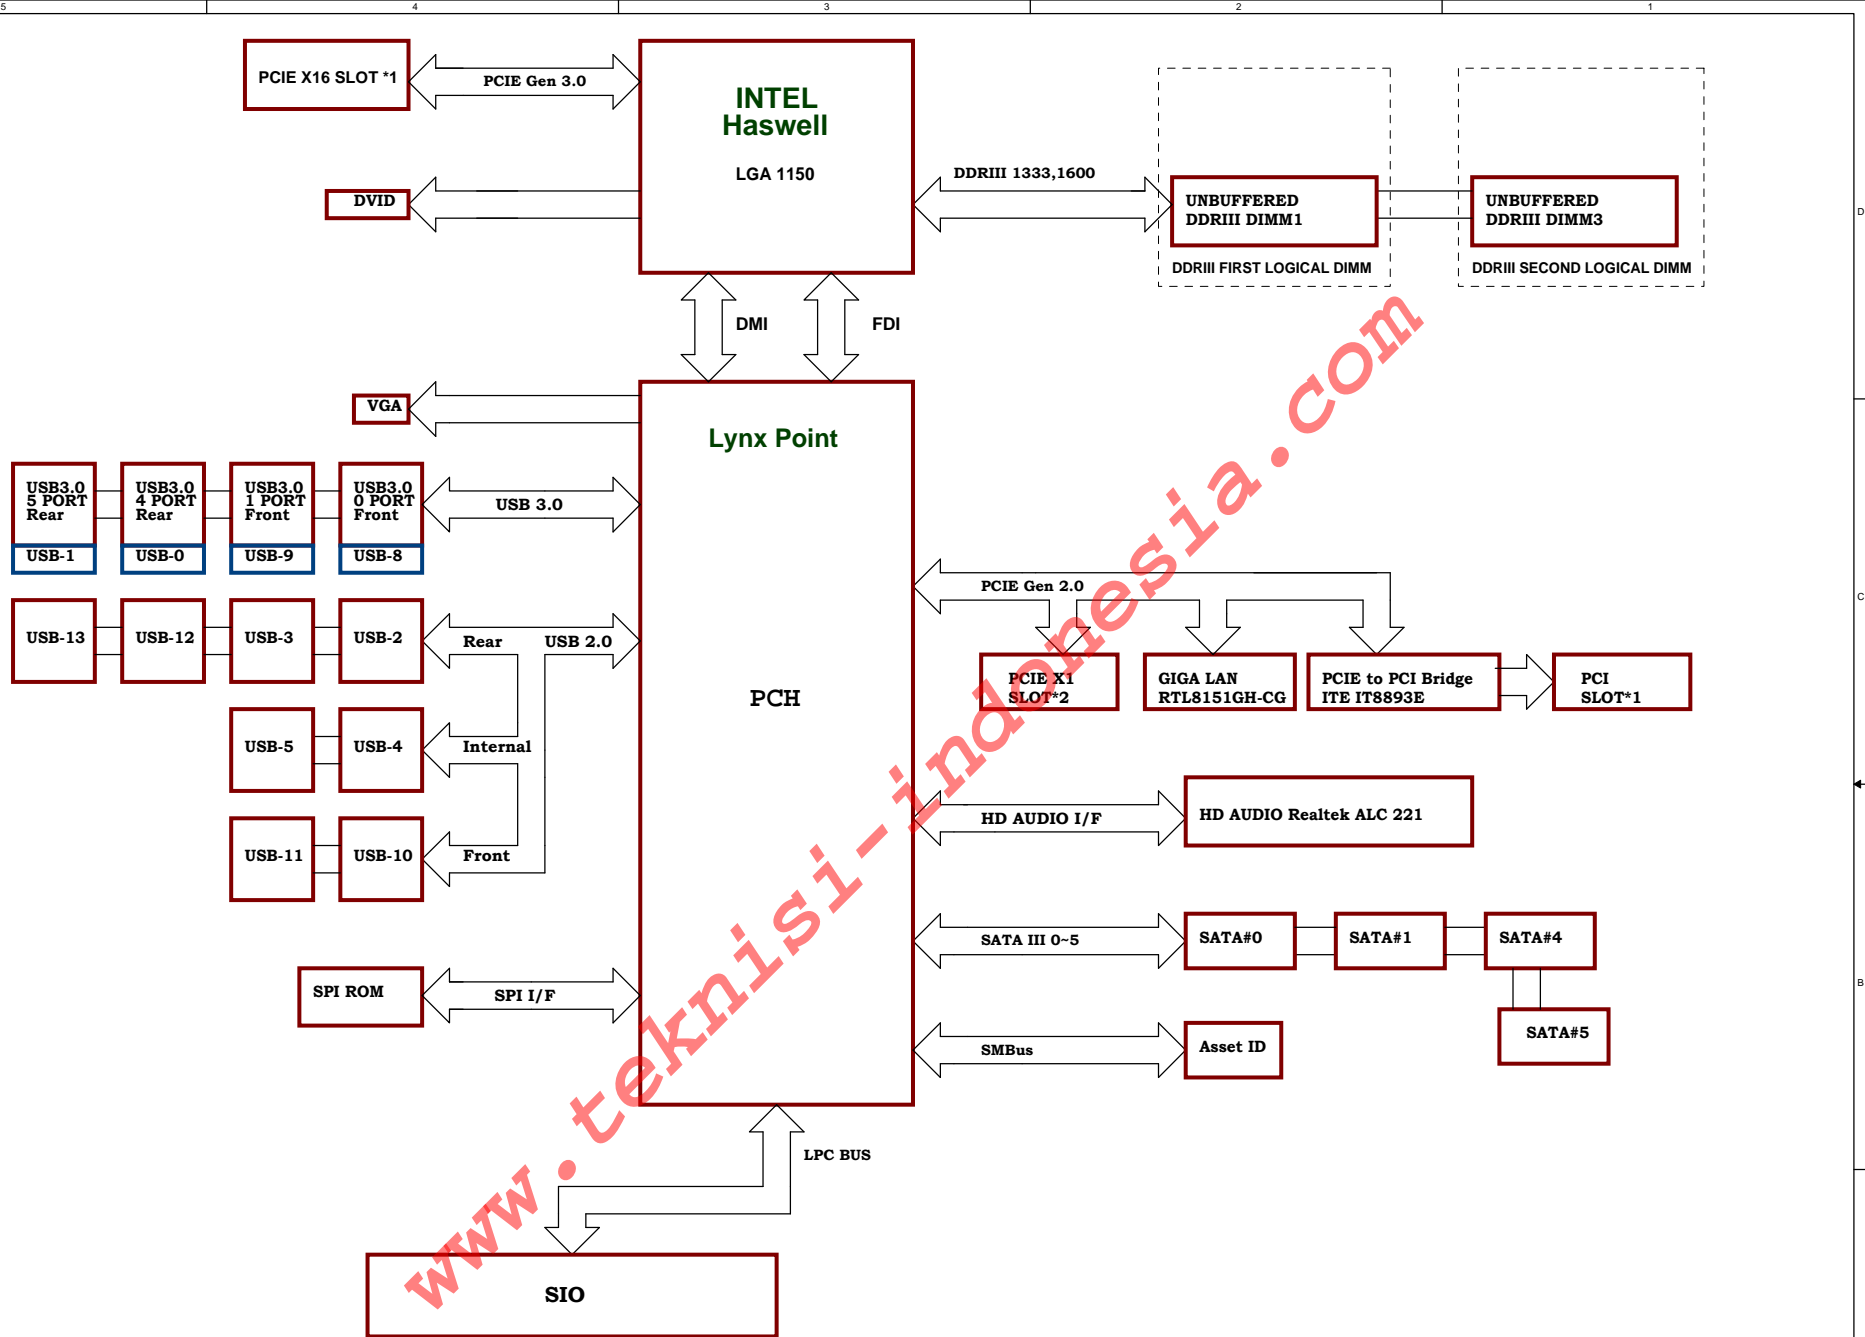 5
4
3
2
1
PCIE X16 SLOT *1
PCIE Gen 3.0
INTEL
Haswell
LGA 1150
DVID
DDRIII 1333,1600
UNBUFFERED
DDRIII DIMM1
DDRIII FIRST LOGICAL DIMM
UNBUFFERED
DDRIII DIMM3
DDRIII SECOND LOGICAL DIMM
D
DMI
FDI
VGA
Lynx Point
USB3.0
5 PORT
Rear
USB-1
USB3.0
4 PORT
Rear
USB-0
USB3.0
1 PORT
Front
USB-9
USB3.0
0 PORT
Front
USB-8
USB 3.0
PCIE Gen 2.0
C
USB-13
USB-12
USB-3
USB-2
Rear
USB 2.0
PCH
PCIE X1
SLOT*2
GIGA LAN
RTL8151GH-CG
PCIE to PCI Bridge
ITE IT8893E
PCI
SLOT*1
USB-5
USB-4
Internal
HD AUDIO I/F
HD AUDIO Realtek ALC 221
USB-11
USB-10
Front
SATA III 0~5
SATA#0
SATA#1
SATA#4
SATA#5
B
SPI ROM
SPI I/F
SMBus
Asset ID
LPC BUS
SIO
www.teknisi-indonesia.com